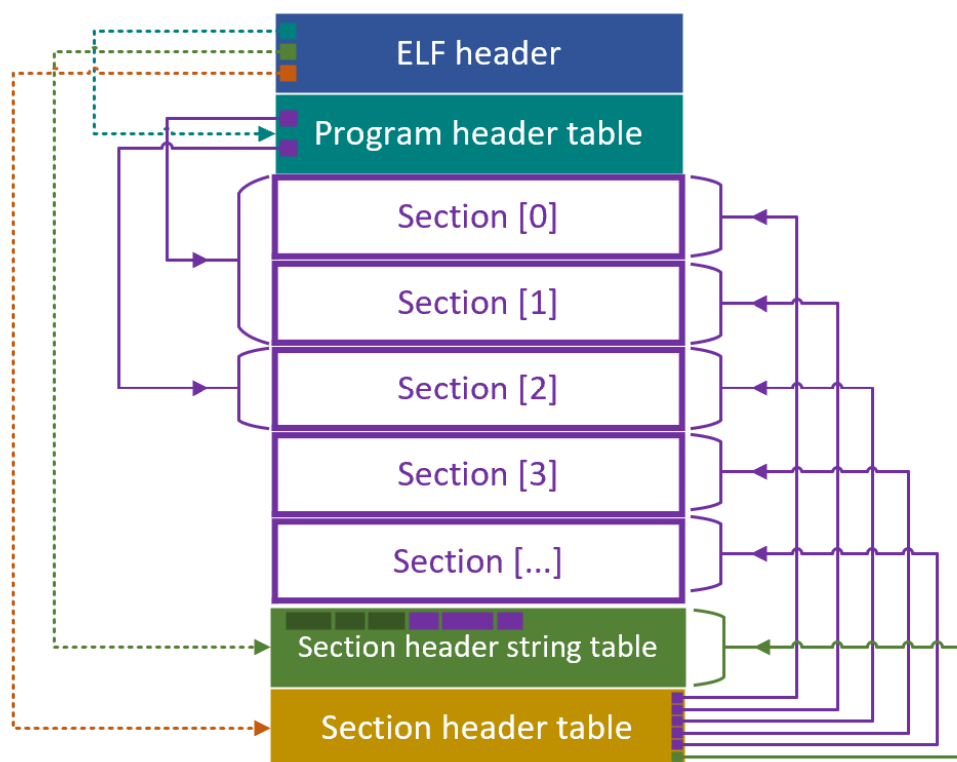 ELF header
Program header table
Section [0]
Section [1]
Section [2]
Section [3]
Section [...]
Section header string table
Section header table